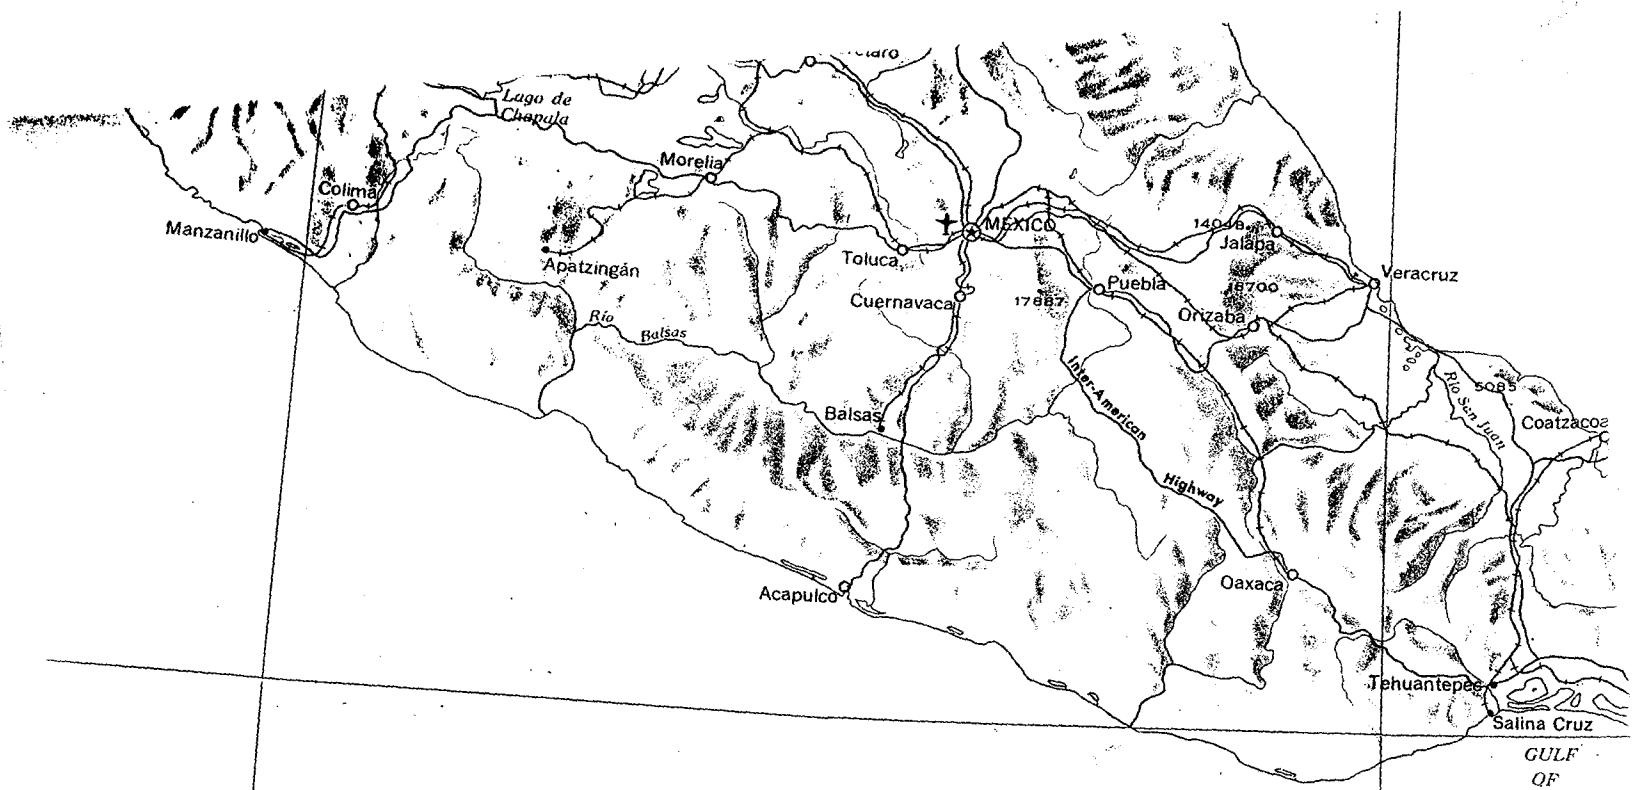 Lago de
Chapala
Morelia
Colima
Manzanillo
MEXICO
14048
Jalapa
Toluca
Apatzingán
Veracruz
Puebla
Cuernavaca
17887
18700
Orizaba
Río
Balsas
Inter-American
Highway
Río San Juan
5085
Balsas
Coatzacoa
Oaxaca
Acapulco
Tehuantepec
Salina Cruz
GULF
OF